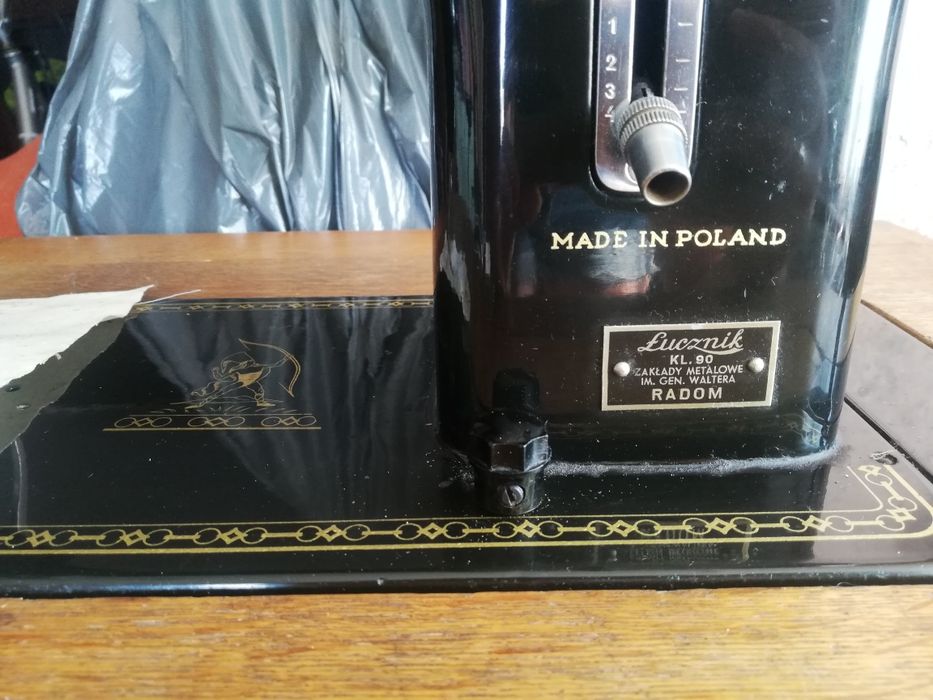 1
2
3
4
MADE IN POLAND
Łucznik
KL. 90
ZAKŁADY METALOWE
IM. GEN. WALTERA
RADOM